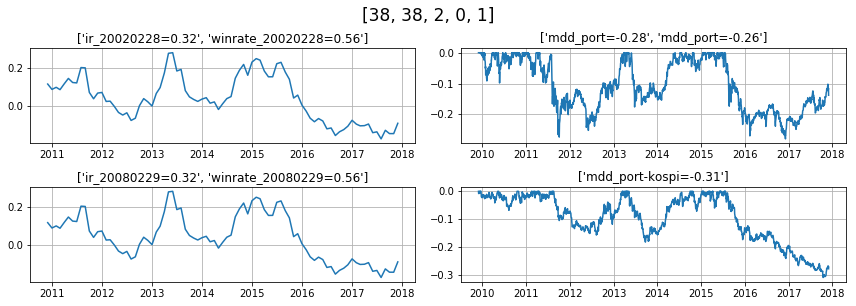 [38, 38, 2, 0, 1]
['ir_20020228=0.32', 'winrate_20020228=0.56']
0.2
0.0
2011 2012 2013 2014 2015 2016 2017 2018
['mdd_port=-0.28', 'mdd_port=-0.26']
0.0
−0.1
−0.2
2010 2011 2012 2013 2014 2015 2016 2017 2018
['ir_20080229=0.32', 'winrate_20080229=0.56']
0.2
0.0
2011 2012 2013 2014 2015 2016 2017 2018
['mdd_port-kospi=-0.31']
0.0
−0.1
−0.2
−0.3
2010 2011 2012 2013 2014 2015 2016 2017 2018